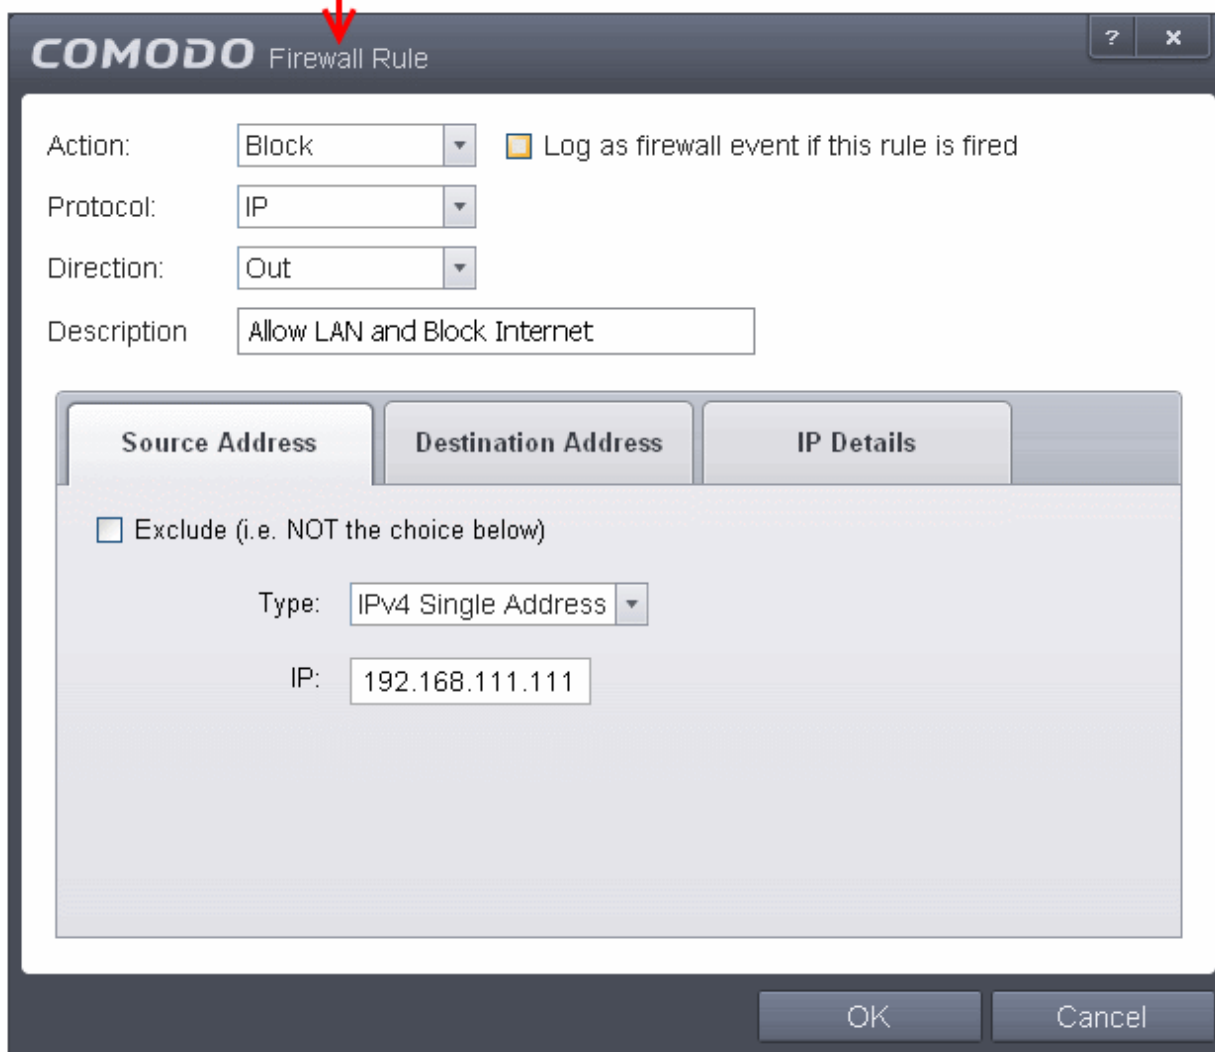 COMODO Firewall Rule ? x
Action: Block Log as firewall event if this rule is fired
Protocol: IP
Direction: Out
Description Allow LAN and Block Internet
Source Address Destination Address IP Details
Exclude (i.e. NOT the choice below)
Type: IPv4 Single Address
IP: 192.168.111.111
OK Cancel